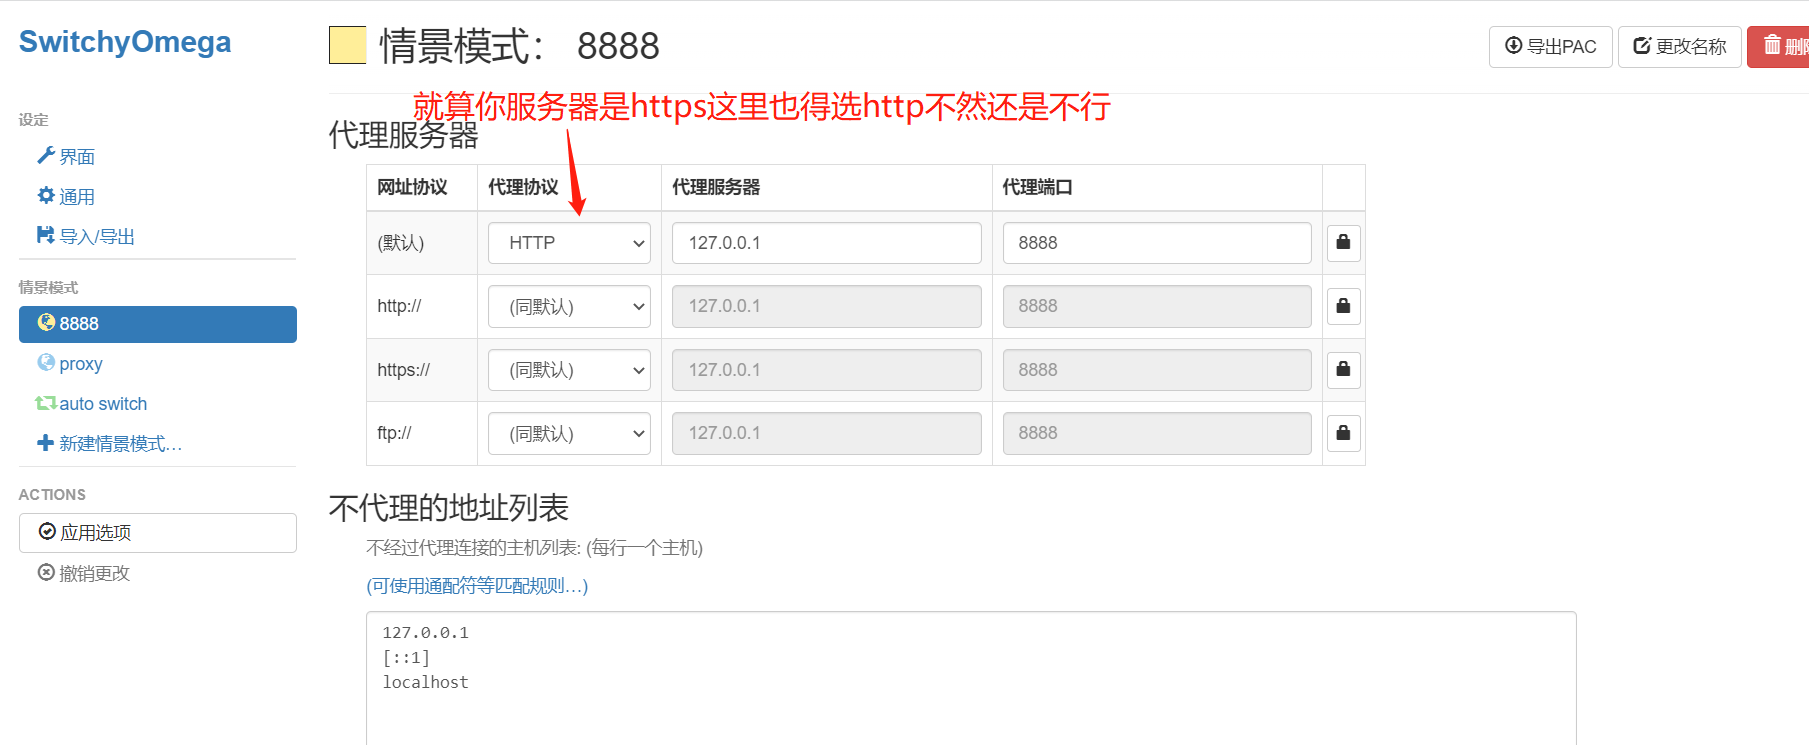 SwitchyOmega
情景模式： 8888
导出PAC
更改名称
就算你服务器是https这里也得选http不然还是不行
设定
界面
通用
导入/导出
情景模式
8888
proxy
auto switch
新建情景模式…
ACTIONS
应用选项
撤销更改
代理服务器
网址协议 代理协议 代理服务器 代理端口
(默认) HTTP 127.0.0.1 8888
http:// (同默认) 127.0.0.1 8888
https:// (同默认) 127.0.0.1 8888
ftp:// (同默认) 127.0.0.1 8888
不代理的地址列表
不经过代理连接的主机列表: (每行一个主机)
(可使用通配符等匹配规则…)
127.0.0.1
[::1]
localhost